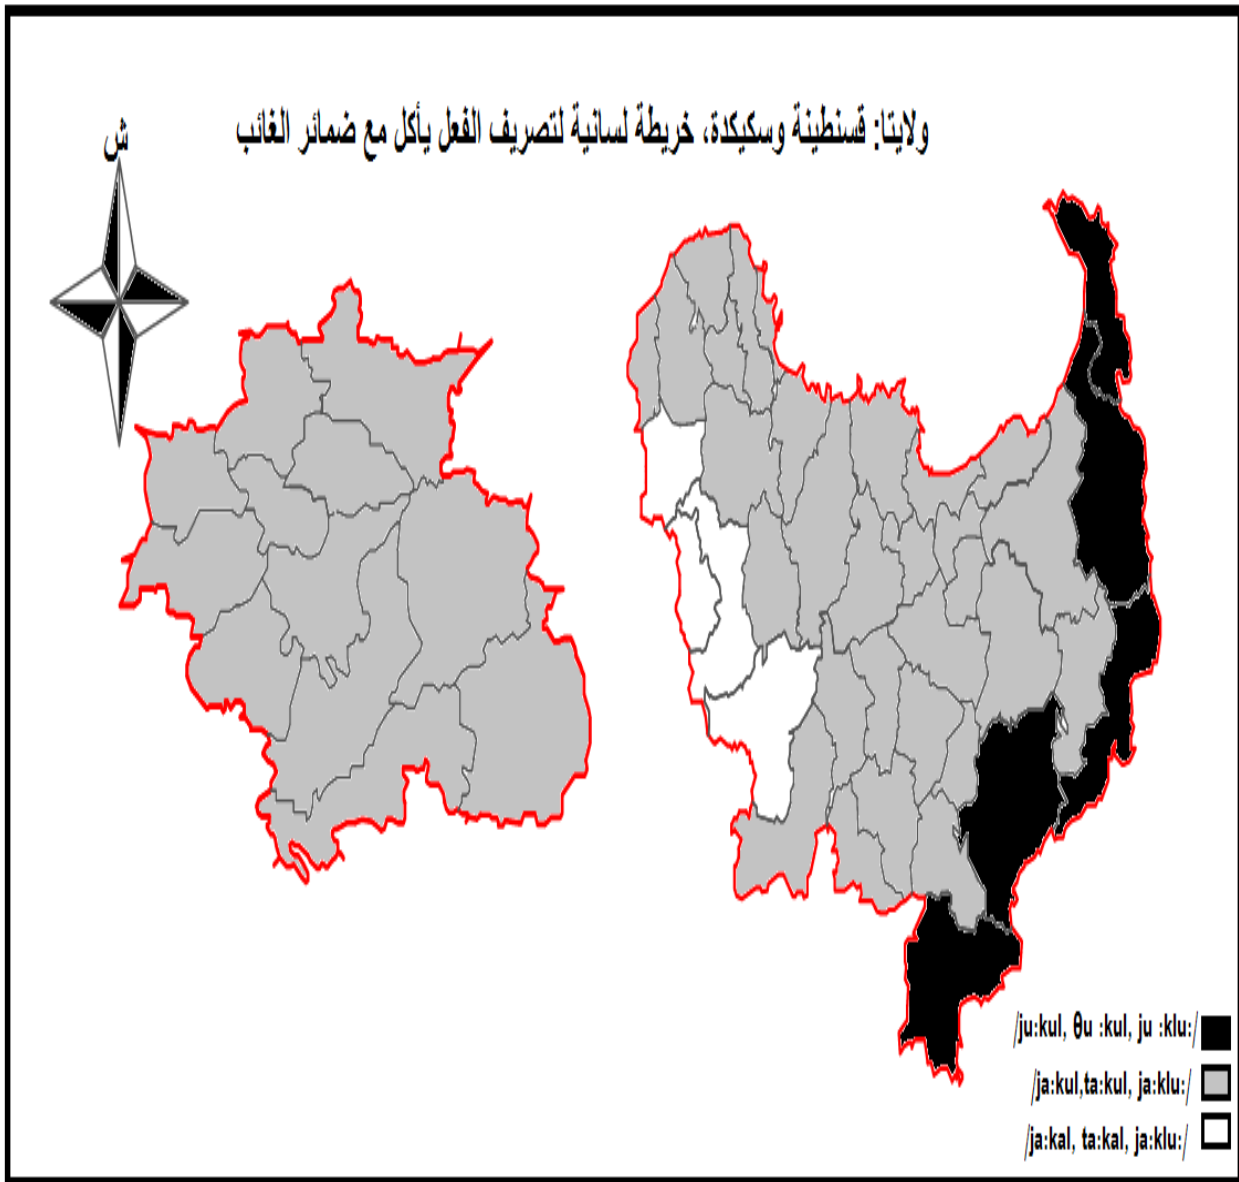 ولايتا: قسنطينة وسكيكدة، خريطة لسانية لتصريف الفعل يأكل مع ضمائر الغائب
ش
/ju:kul, θu :kul, ju :klu:/
/ja:kul,ta:kul, ja:klu:/
/ja:kal, ta:kal, ja:klu:/